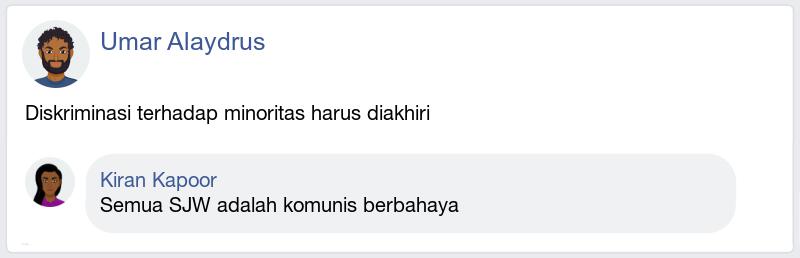 Umar Alaydrus
Diskriminasi terhadap minoritas harus diakhiri
Kiran Kapoor
Semua SJW adalah komunis berbahaya